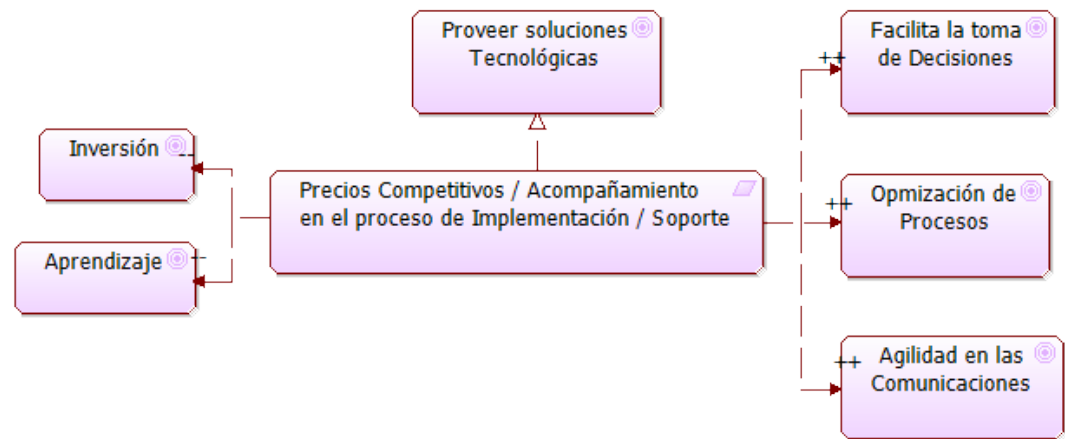 Proveer soluciones
Tecnológicas
Facilita la toma
de Decisiones
++
Inversión
--
Precios Competitivos / Acompañamiento
en el proceso de Implementación / Soporte
Opmización de
Procesos
++
Aprendizaje
--
Agilidad en las
Comunicaciones
++